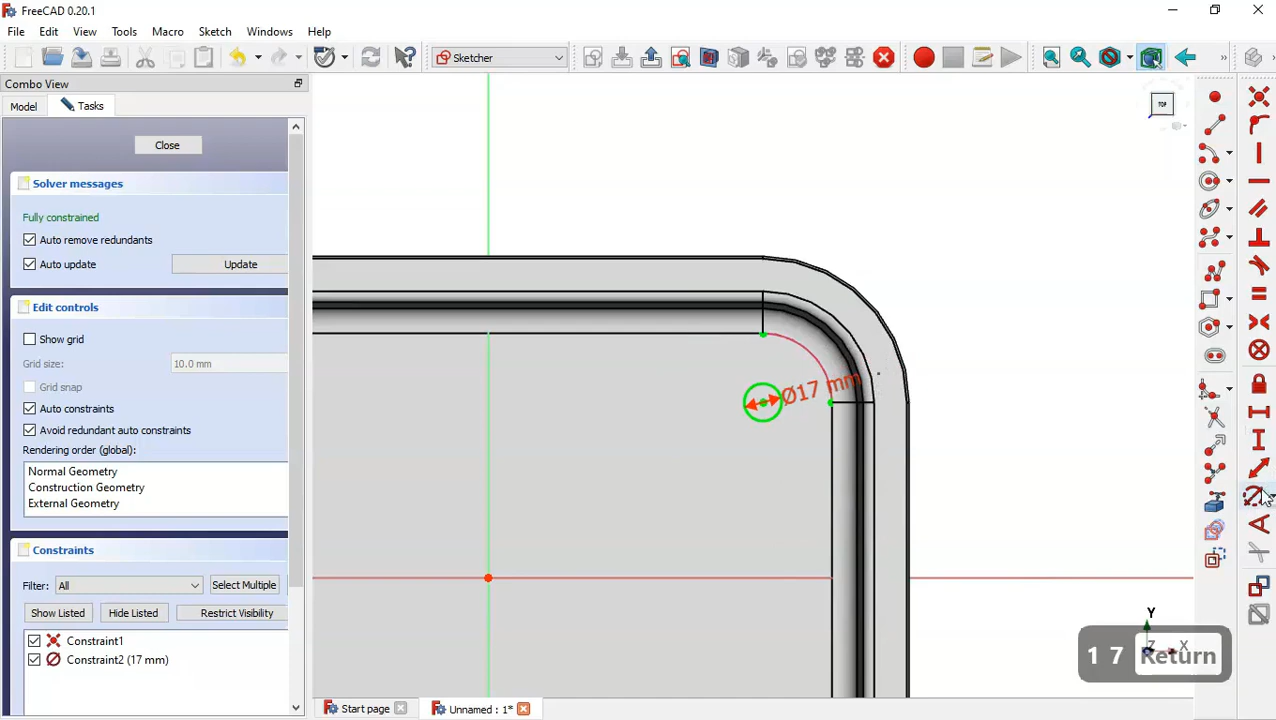 FreeCAD 0.20.1
File Edit View Tools Macro Sketch Windows Help
Sketcher
Combo View
Model Tasks
Close
Solver messages
Fully constrained
Auto remove redundants
Auto update Update
Edit controls
Show grid
Grid size: 10.0 mm
Grid snap
Auto constraints
Avoid redundant auto constraints
Rendering order (global):
Normal Geometry
Construction Geometry
External Geometry
Constraints
Filter: All Select Multiple
Show Listed Hide Listed Restrict Visibility
Constraint1
Constraint2 (17 mm)
TOP
Ø17 mm
Y
Z X
1 7 Return
Start page Unnamed : 1*